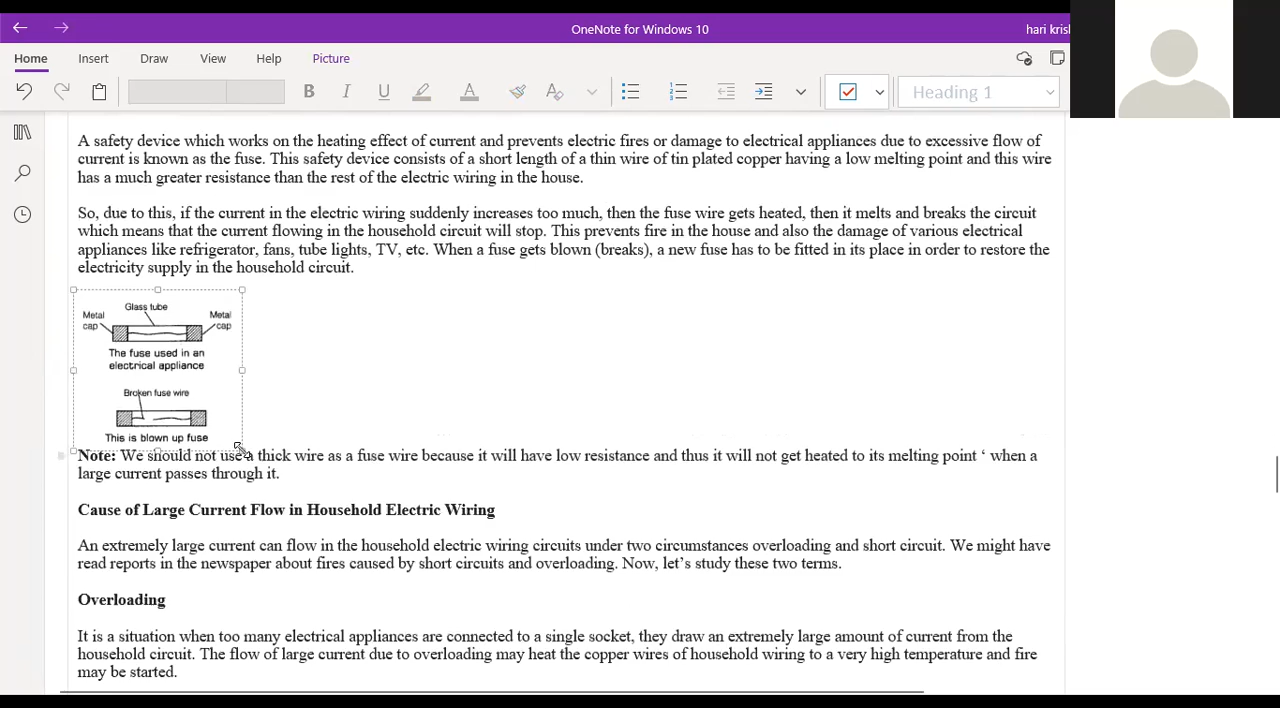 OneNote for Windows 10
hari krish
Home Insert Draw View Help Picture
B I U A Heading 1
A safety device which works on the heating effect of current and prevents electric fires or damage to electrical appliances due to excessive flow of
current is known as the fuse. This safety device consists of a short length of a thin wire of tin plated copper having a low melting point and this wire
has a much greater resistance than the rest of the electric wiring in the house.
So, due to this, if the current in the electric wiring suddenly increases too much, then the fuse wire gets heated, then it melts and breaks the circuit
which means that the current flowing in the household circuit will stop. This prevents fire in the house and also the damage of various electrical
appliances like refrigerator, fans, tube lights, TV, etc. When a fuse gets blown (breaks), a new fuse has to be fitted in its place in order to restore the
electricity supply in the household circuit.
Glass tube
Metal
cap
Metal
cap
The fuse used in an
electrical appliance
Broken fuse wire
This is blown up fuse
Note: We should not use a thick wire as a fuse wire because it will have low resistance and thus it will not get heated to its melting point ‘ when a
large current passes through it.
Cause of Large Current Flow in Household Electric Wiring
An extremely large current can flow in the household electric wiring circuits under two circumstances overloading and short circuit. We might have
read reports in the newspaper about fires caused by short circuits and overloading. Now, let’s study these two terms.
Overloading
It is a situation when too many electrical appliances are connected to a single socket, they draw an extremely large amount of current from the
household circuit. The flow of large current due to overloading may heat the copper wires of household wiring to a very high temperature and fire
may be started.